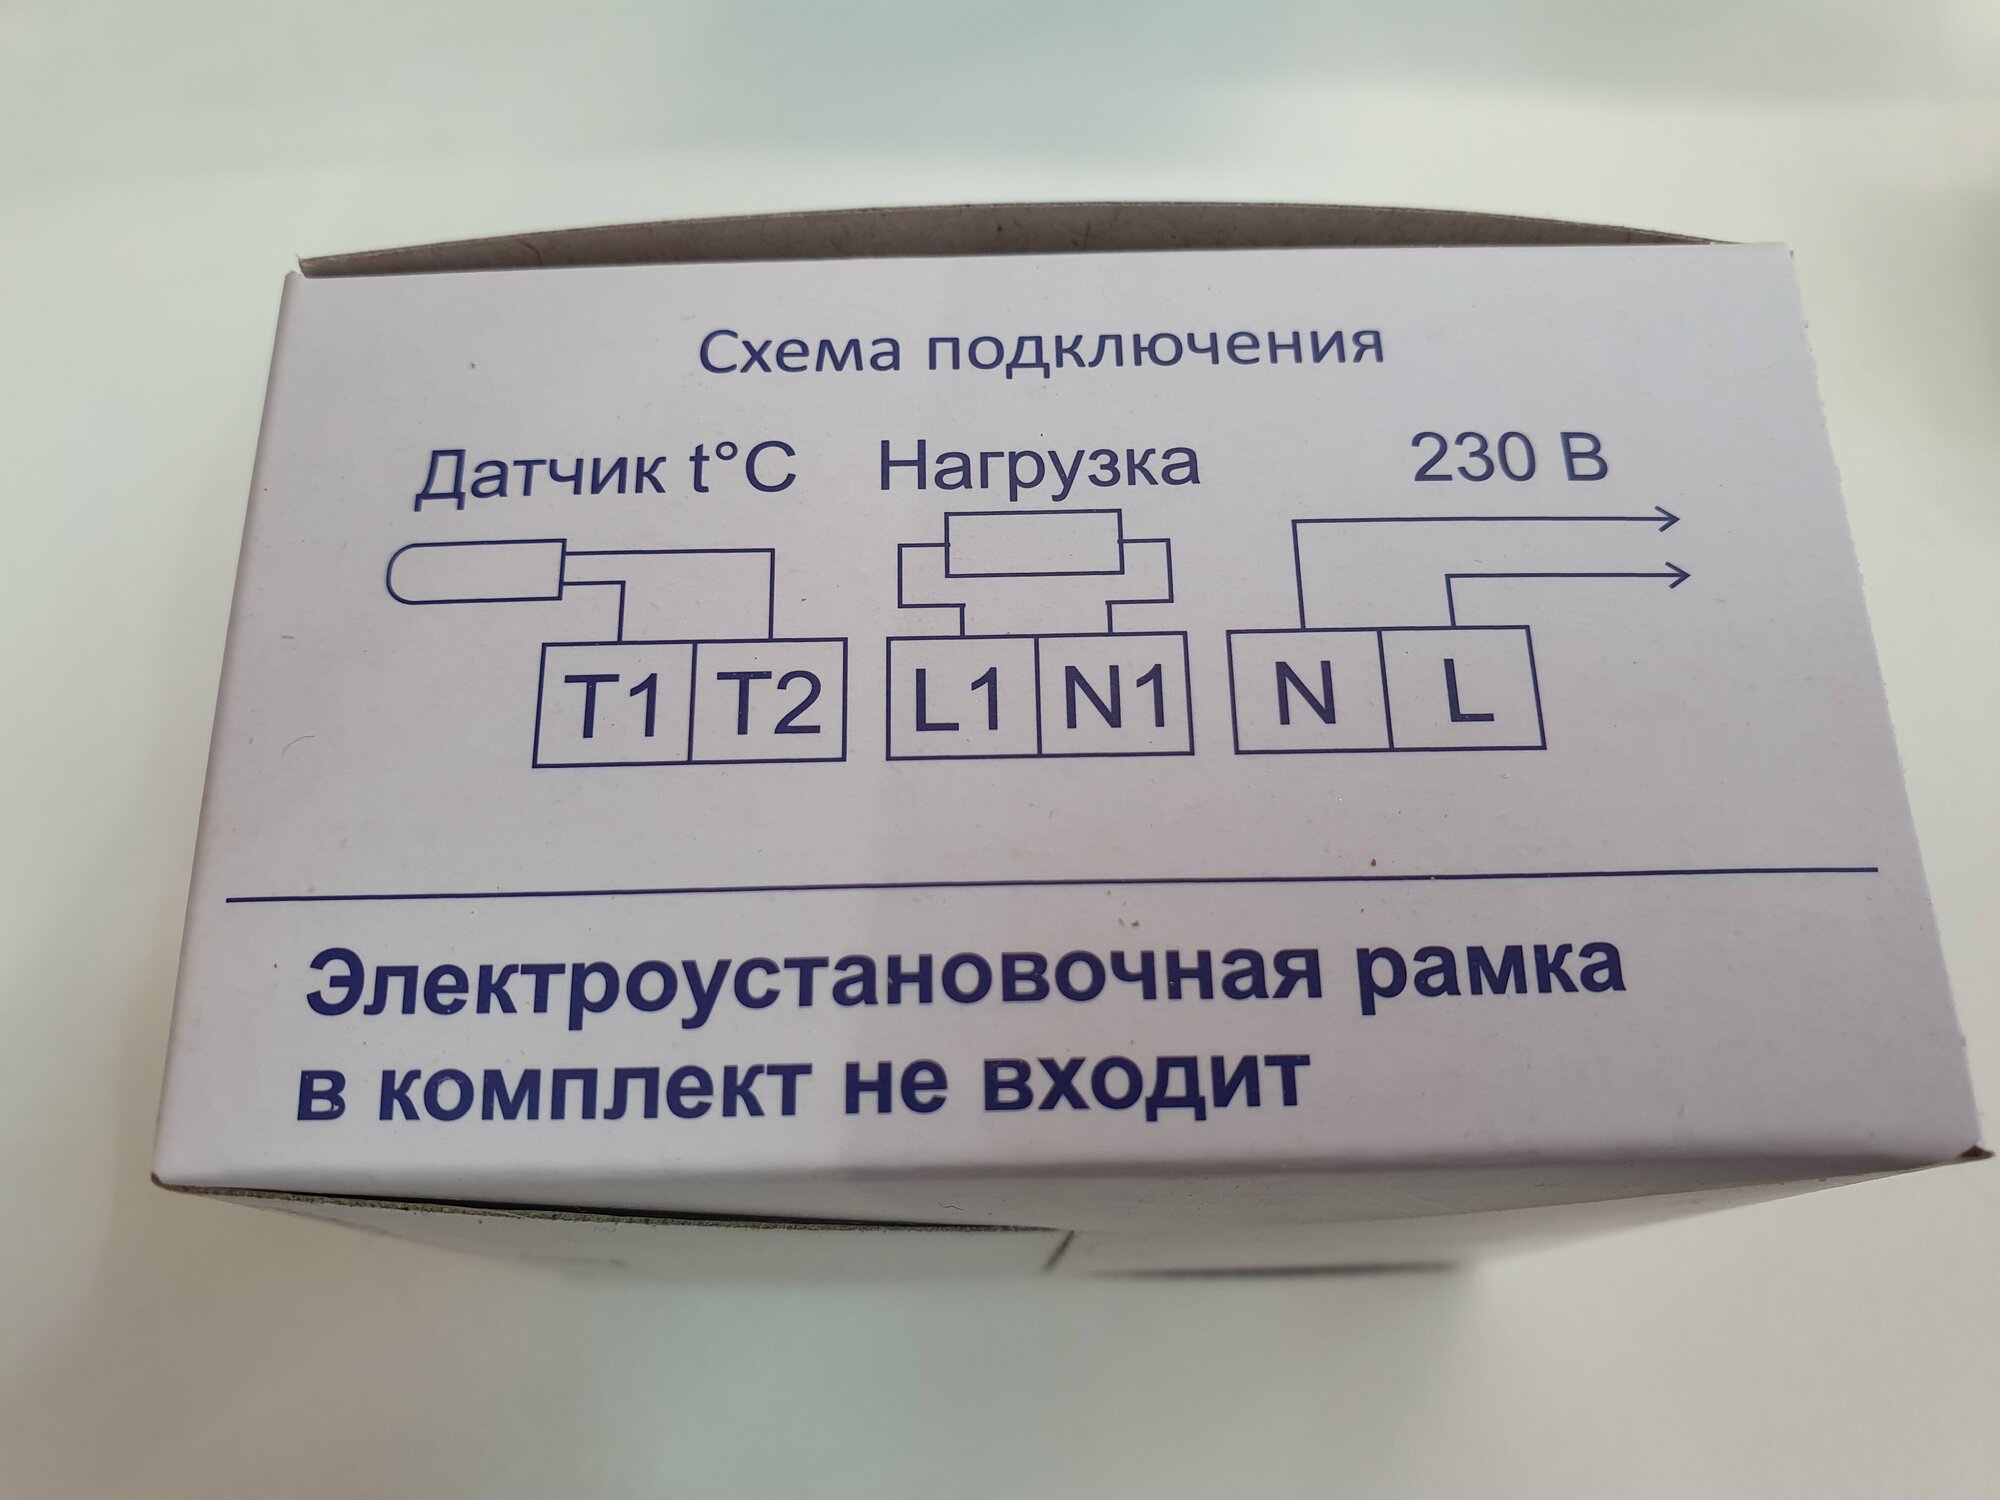 Схема подключения
Датчик t°C Нагрузка 230 В
T1 T2 L1 N1 N L
Электроустановочная рамка
в комплект не входит